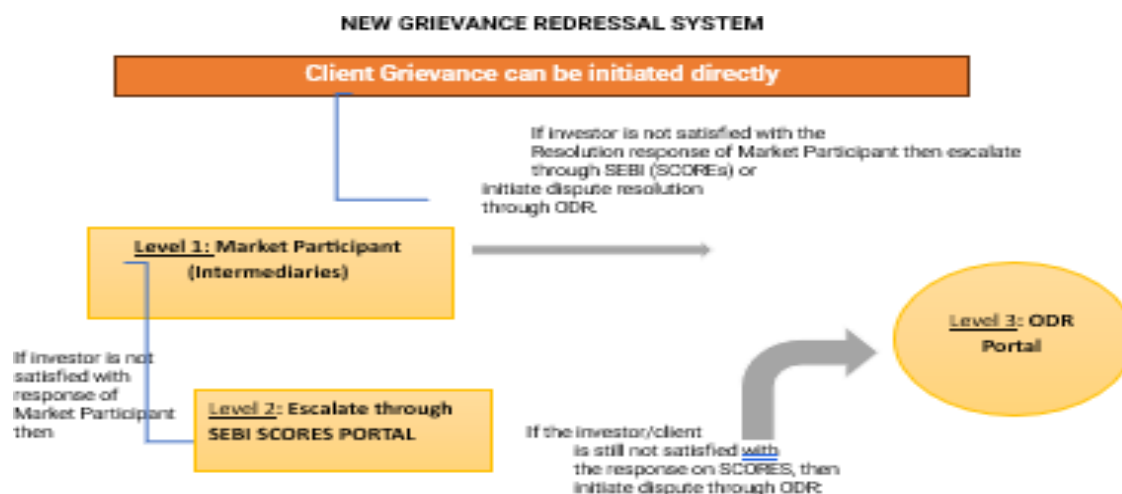 NEW GRIEVANCE REDRESSAL SYSTEM
Client Grievance can be initiated directly
If investor is not satisfied with the
Resolution response of Market Participant then escalate
through SEBI (SCOREs) or
initiate dispute resolution
through ODR.
Level 1: Market Participant
(Intermediaries)
Level 3: ODR
Portal
If investor is not
satisfied with
response of
Market Participant
then
Level 2: Escalate through
SEBI SCORES PORTAL
If the investor/client
is still not satisfied with
the response on SCORES, then
initiate dispute through ODR: